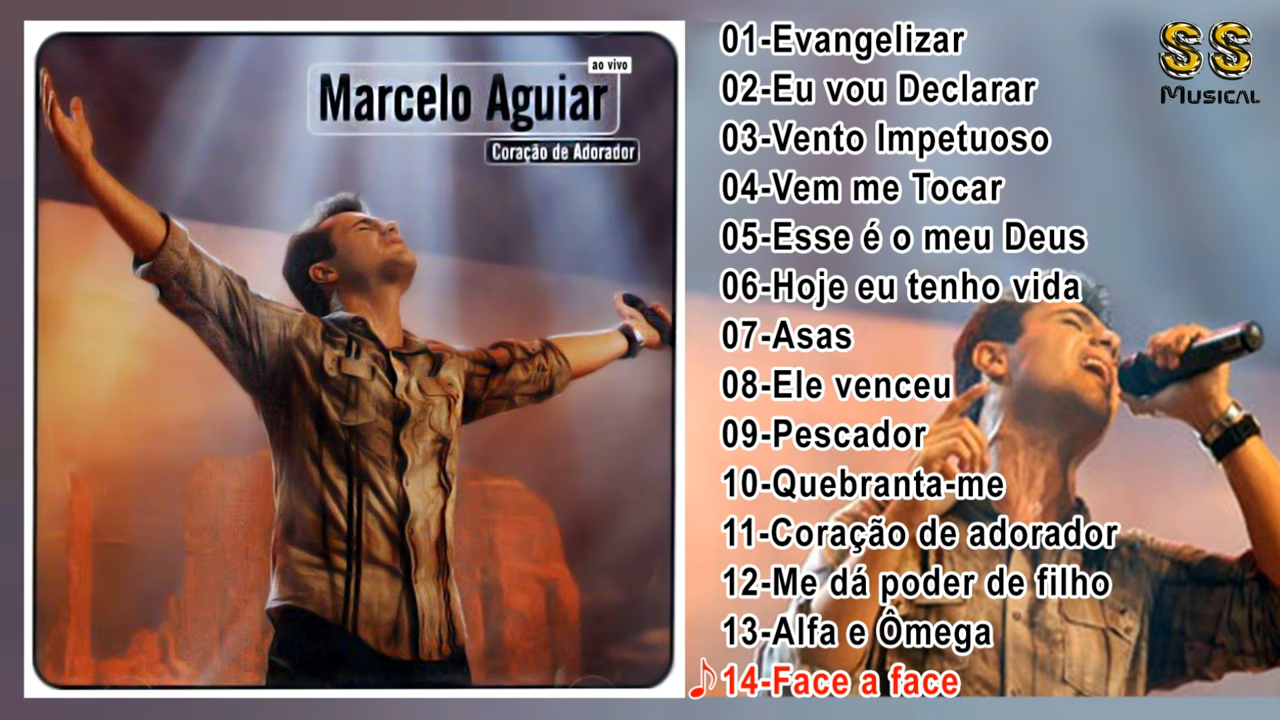 ao vivo
Marcelo Aguiar
Coração de Adorador
01-Evangelizar
02-Eu vou Declarar
03-Vento Impetuoso
04-Vem me Tocar
05-Esse é o meu Deus
06-Hoje eu tenho vida
07-Asas
08-Ele venceu
09-Pescador
10-Quebranta-me
11-Coração de adorador
12-Me dá poder de filho
13-Alfa e Ômega
14-Face a face
SS
Musical